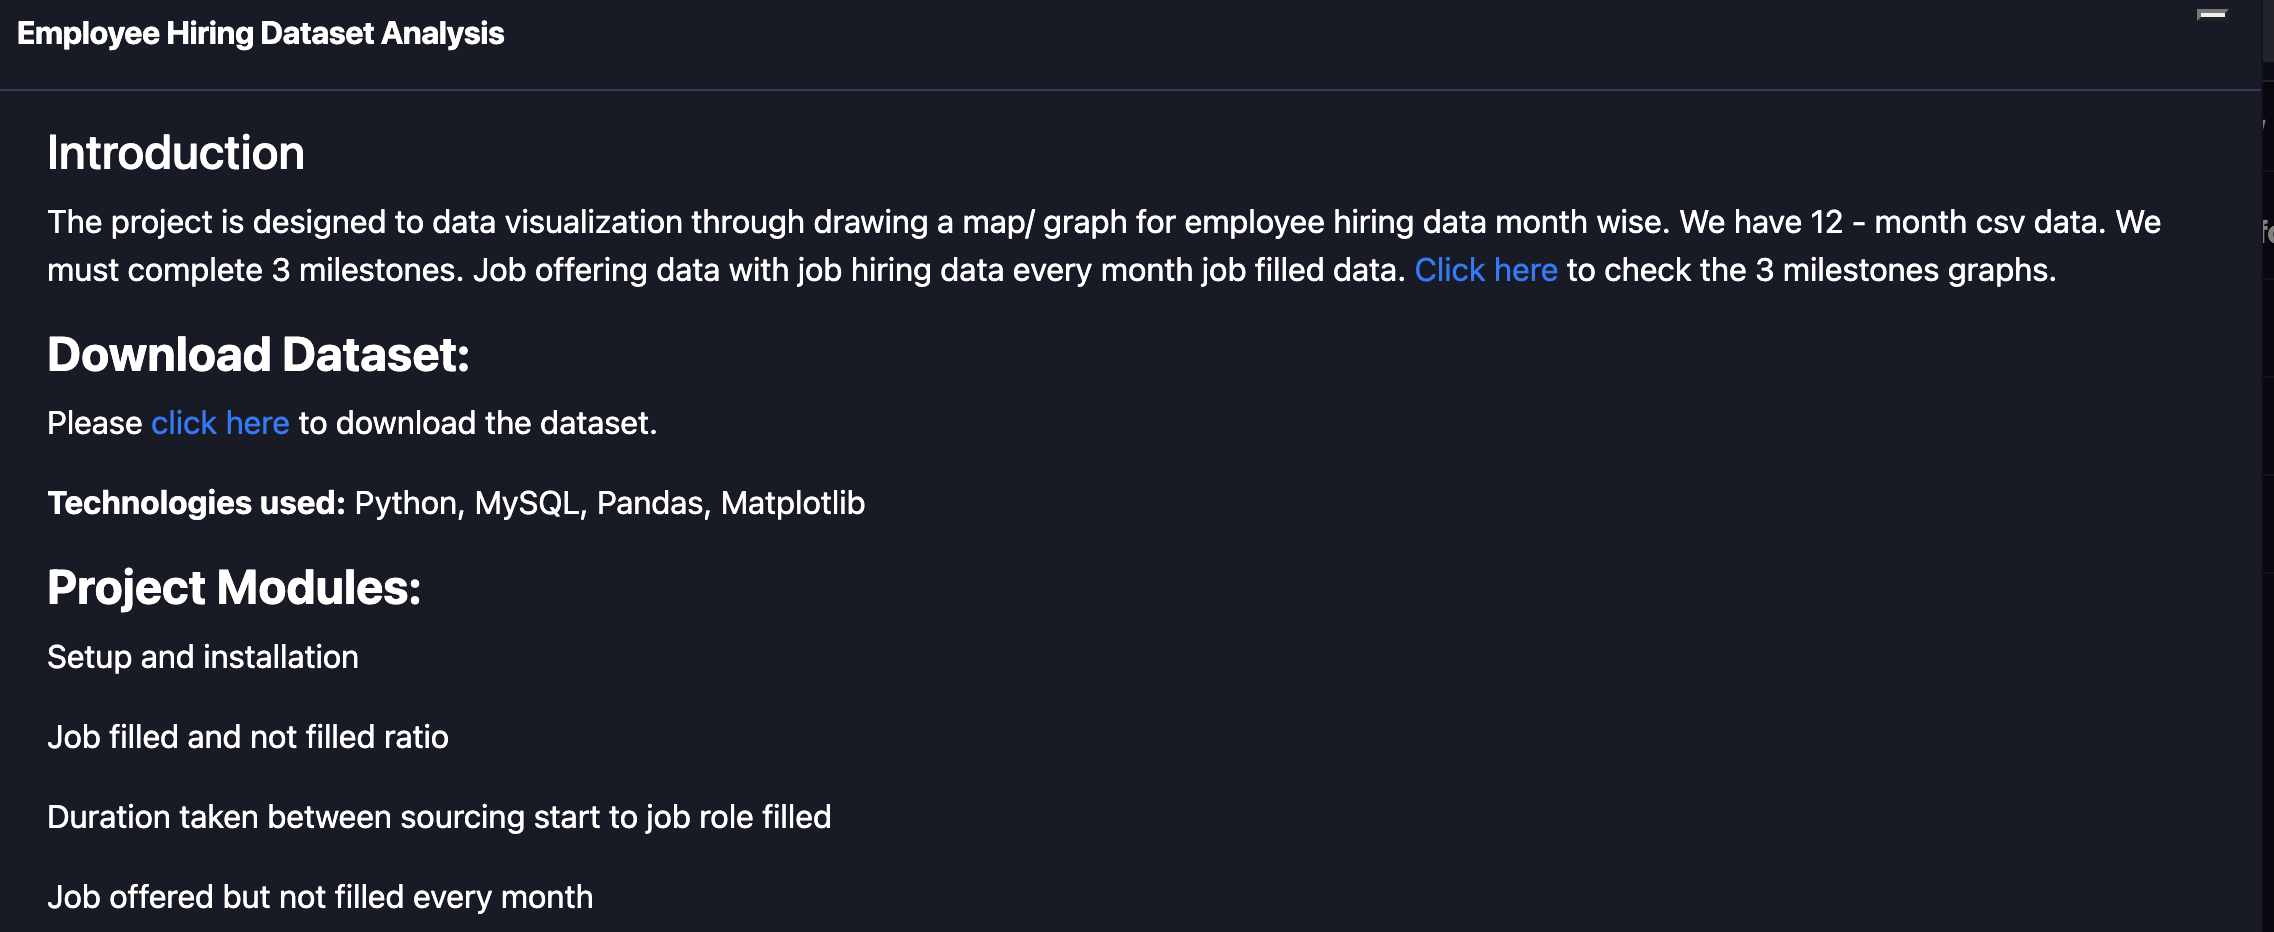 Employee Hiring Dataset Analysis
Introduction
The project is designed to data visualization through drawing a map/ graph for employee hiring data month wise. We have 12 - month csv data. We
must complete 3 milestones. Job offering data with job hiring data every month job filled data. Click here to check the 3 milestones graphs.
Download Dataset:
Please click here to download the dataset.
Technologies used: Python, MySQL, Pandas, Matplotlib
Project Modules:
Setup and installation
Job filled and not filled ratio
Duration taken between sourcing start to job role filled
Job offered but not filled every month